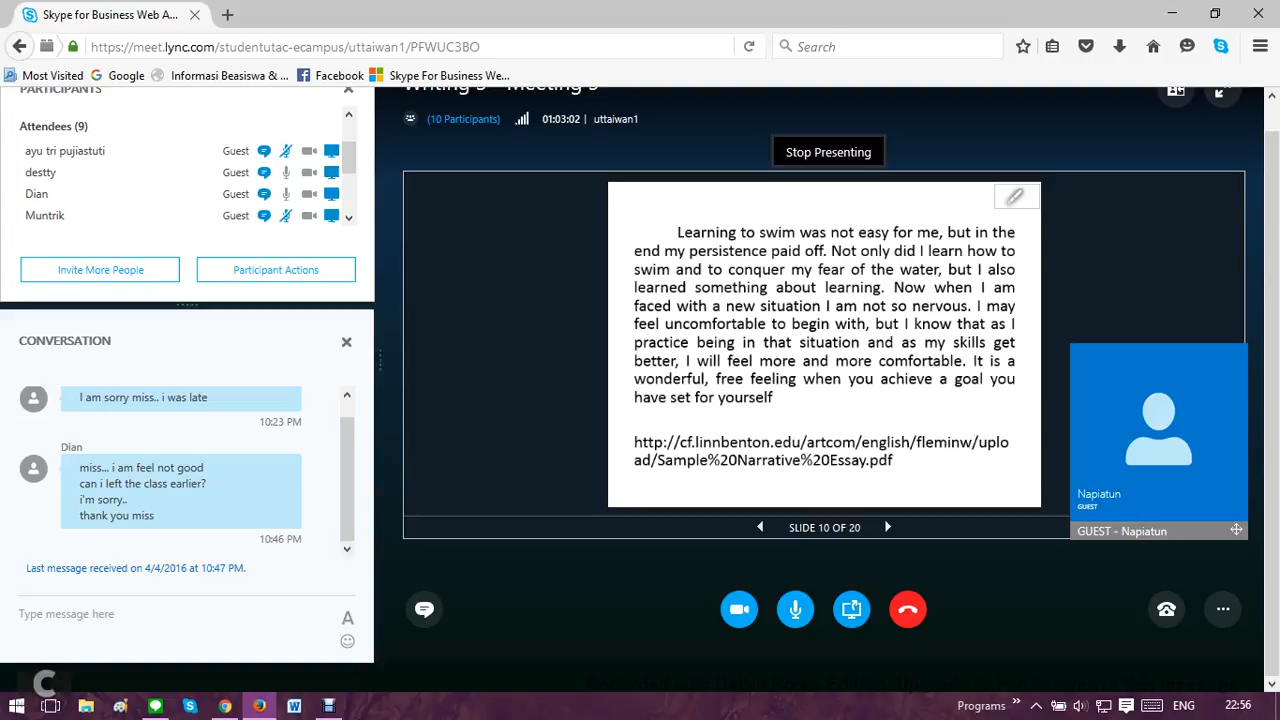 Skype for Business Web A...
https://meet.lync.com/studentutac-ecampus/uttaiwan1/PFWUC3BO
Search
Most Visited
Google
Informasi Beasiswa & ...
Facebook
Skype For Business We...
PARTICIPANTS
Attendees (9)
ayu tri pujiastuti Guest
destty Guest
Dian Guest
Muntrik Guest
Invite More People
Participant Actions
CONVERSATION
I am sorry miss.. i was late
10:23 PM
Dian
miss... i am feel not good
can i left the class earlier?
i'm sorry..
thank you miss
10:46 PM
Last message received on 4/4/2016 at 10:47 PM.
Type message here
A
(10 Participants)
01:03:02 | uttaiwan1
Stop Presenting
Learning to swim was not easy for me, but in the
end my persistence paid off. Not only did I learn how to
swim and to conquer my fear of the water, but I also
learned something about learning. Now when I am
faced with a new situation I am not so nervous. I may
feel uncomfortable to begin with, but I know that as I
practice being in that situation and as my skills get
better, I will feel more and more comfortable. It is a
wonderful, free feeling when you achieve a goal you
have set for yourself
http://cf.linnbenton.edu/artcom/english/fleminw/uplo
ad/Sample%20Narrative%20Essay.pdf
SLIDE 10 OF 20
Napiatun
GUEST
GUEST - Napiatun
Programs
ENG
22:56